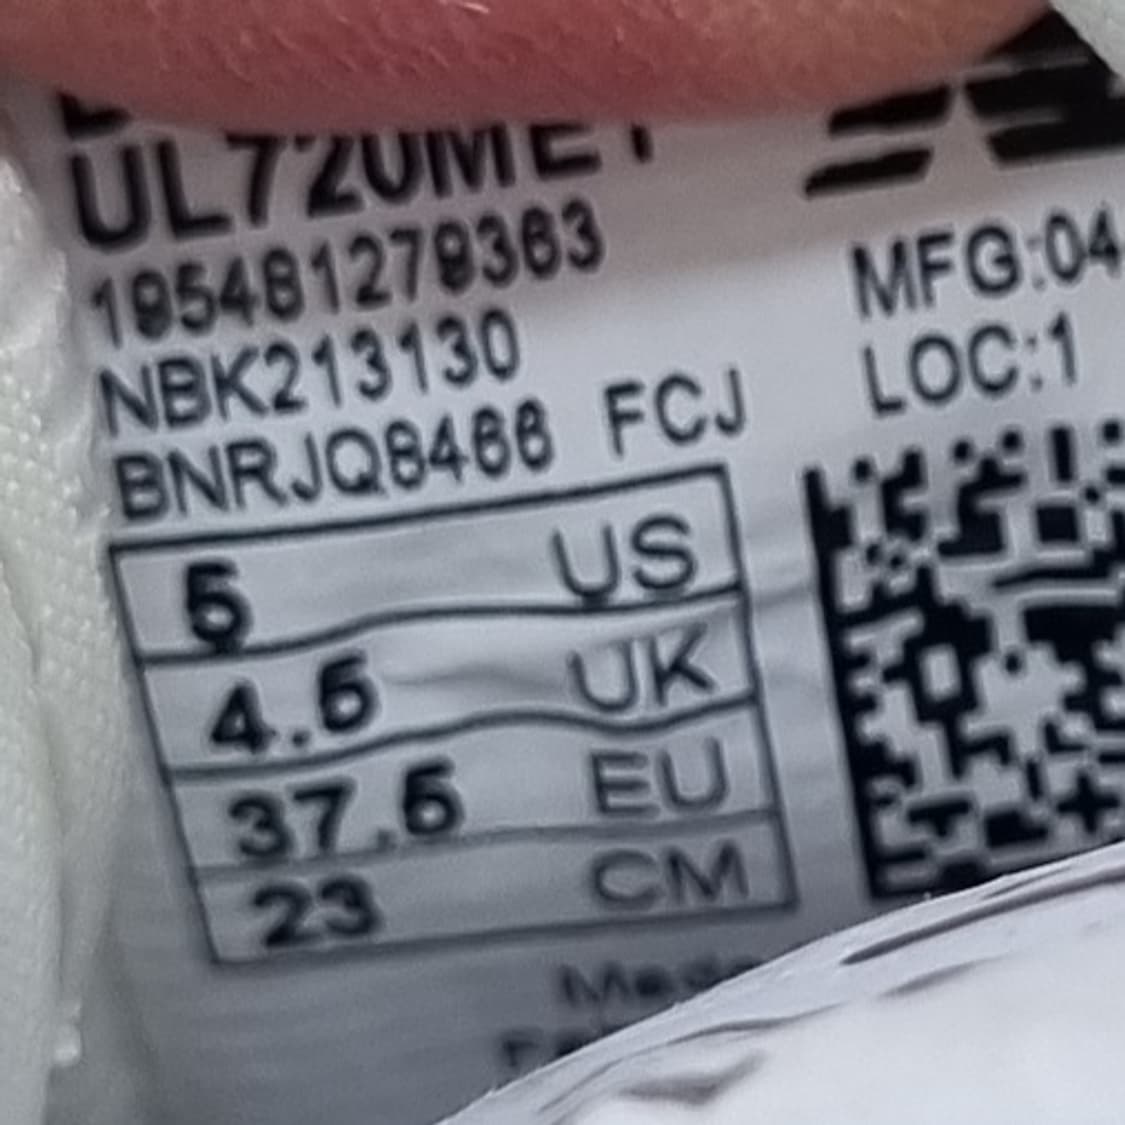 UL720ME1
195481279363
NBK213130
BNRJQ8466 FCJ
MFG:04
LOC:1
5 US
4.5 UK
37.5 EU
23 CM